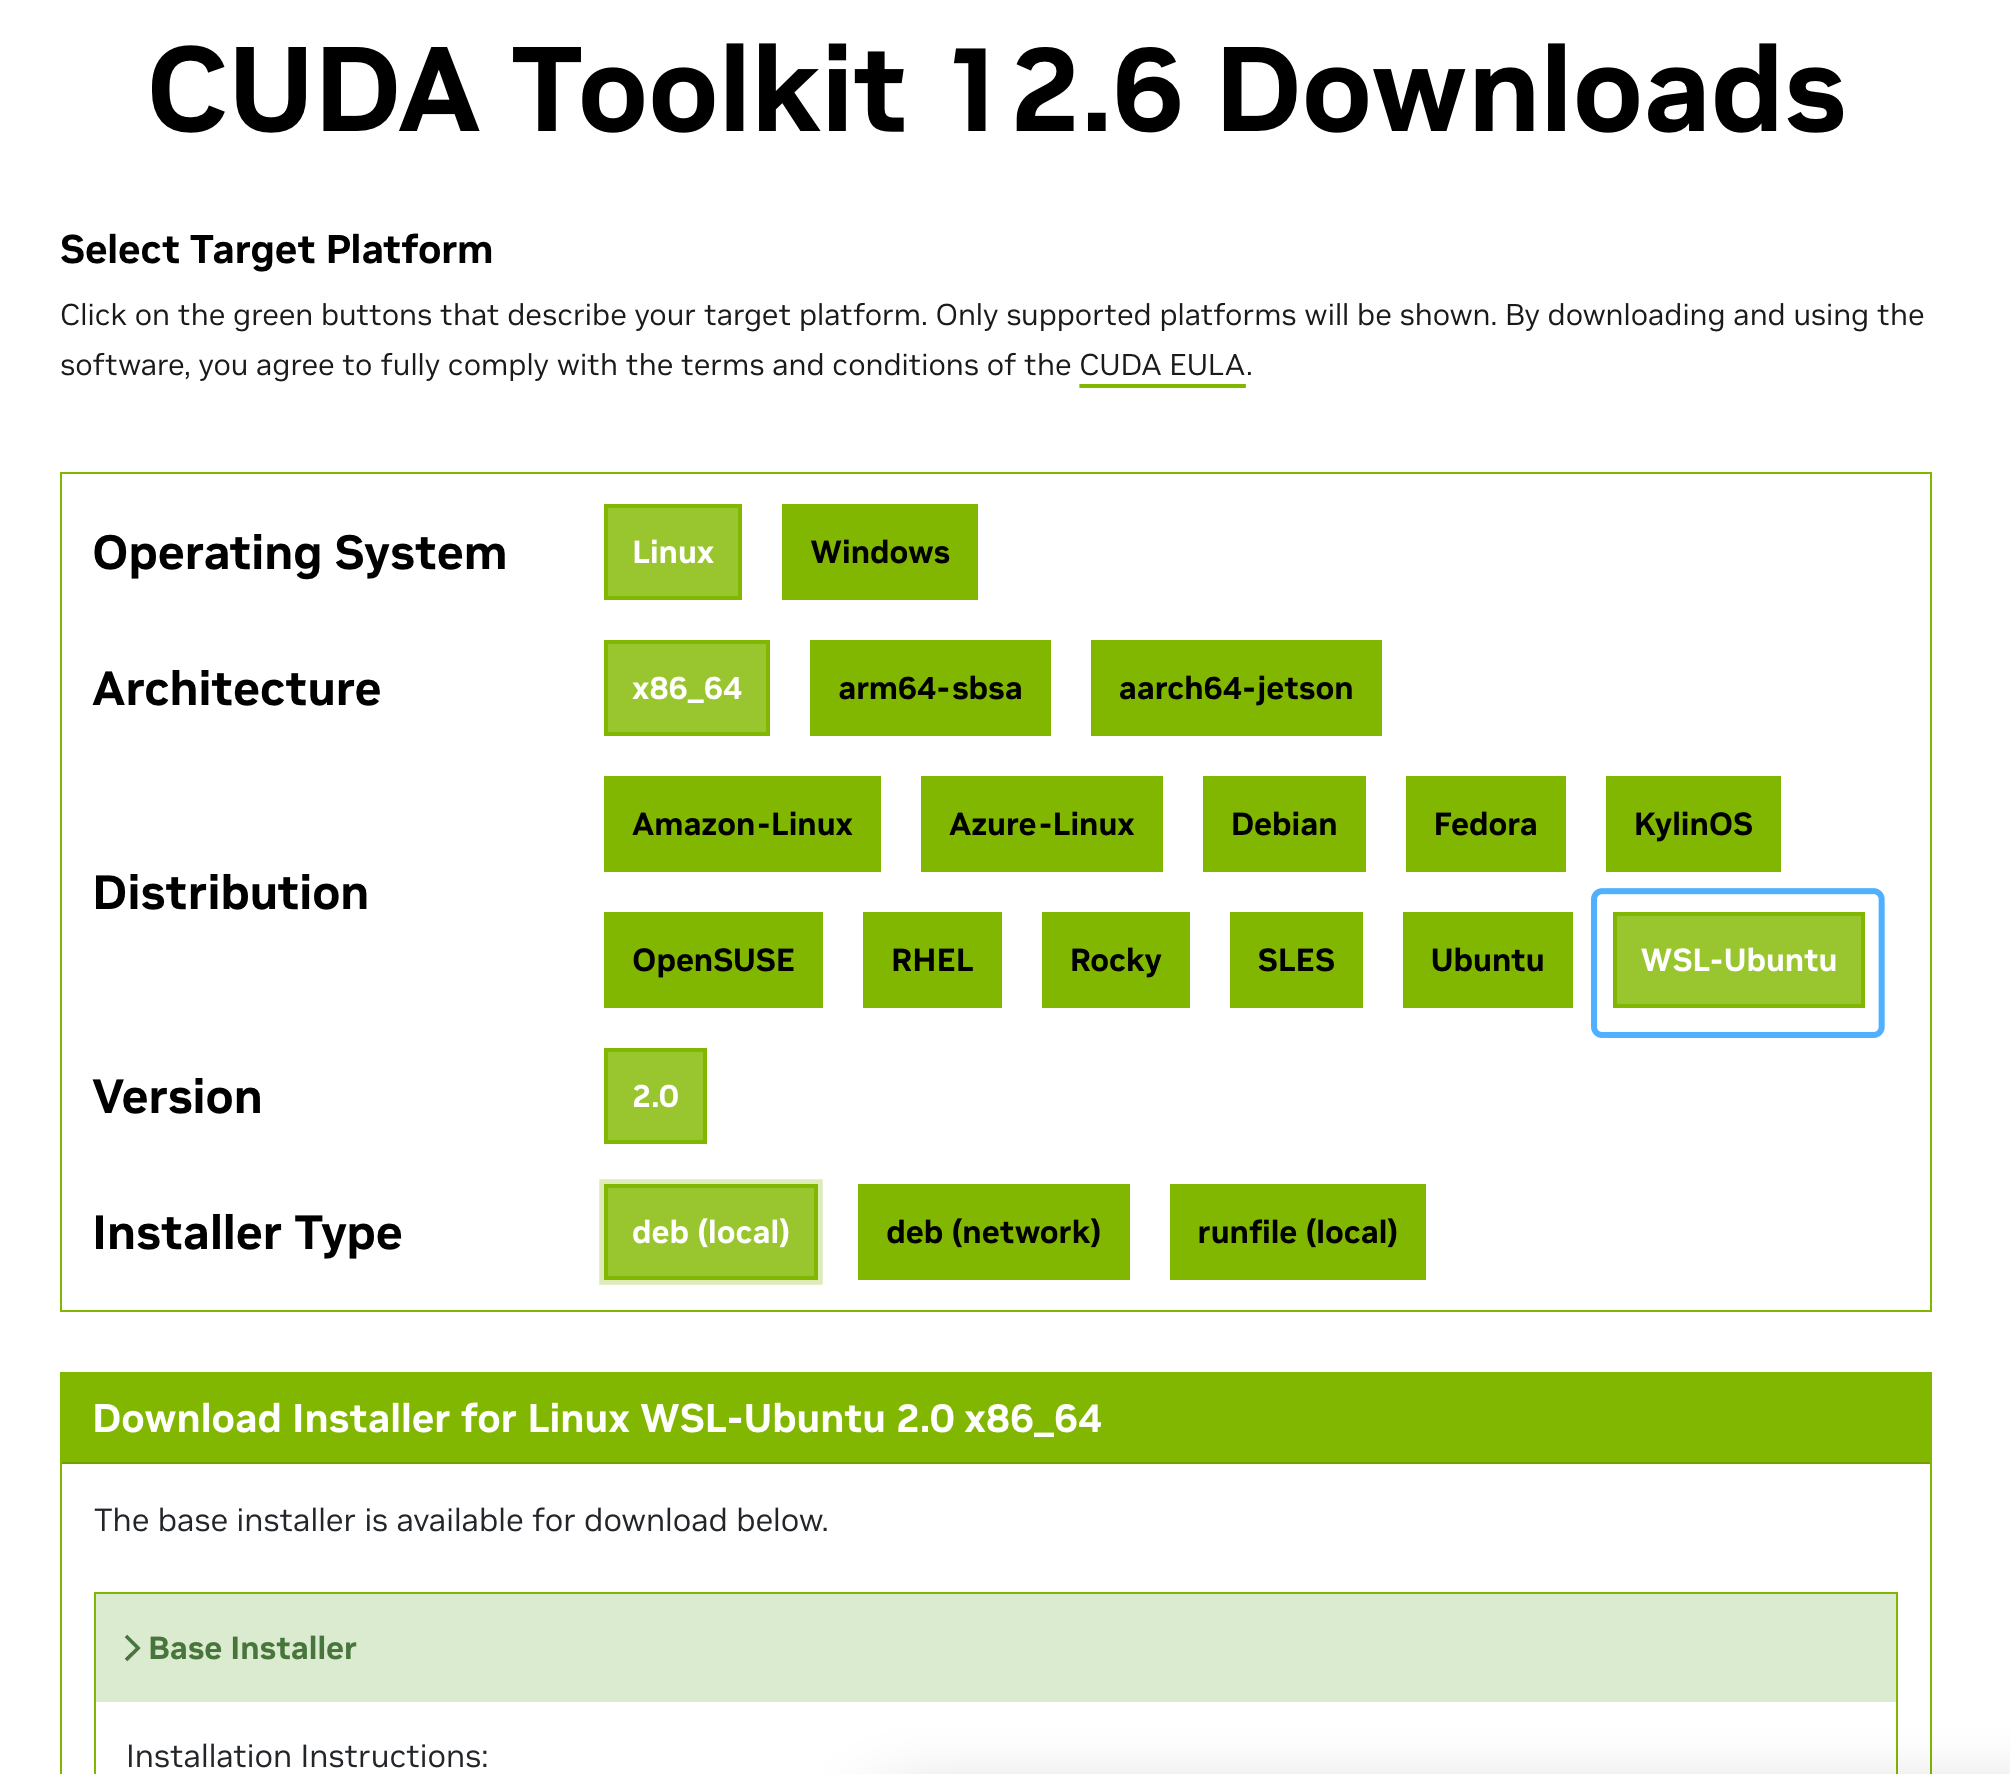 CUDA Toolkit 12.6 Downloads
Select Target Platform
Click on the green buttons that describe your target platform. Only supported platforms will be shown. By downloading and using the
software, you agree to fully comply with the terms and conditions of the CUDA EULA.
Operating System
Linux Windows
Architecture
x86_64 arm64-sbsa aarch64-jetson
Distribution
Amazon-Linux Azure-Linux Debian Fedora KylinOS
OpenSUSE RHEL Rocky SLES Ubuntu WSL-Ubuntu
Version
2.0
Installer Type
deb (local) deb (network) runfile (local)
Download Installer for Linux WSL-Ubuntu 2.0 x86_64
The base installer is available for download below.
Base Installer
Installation Instructions: